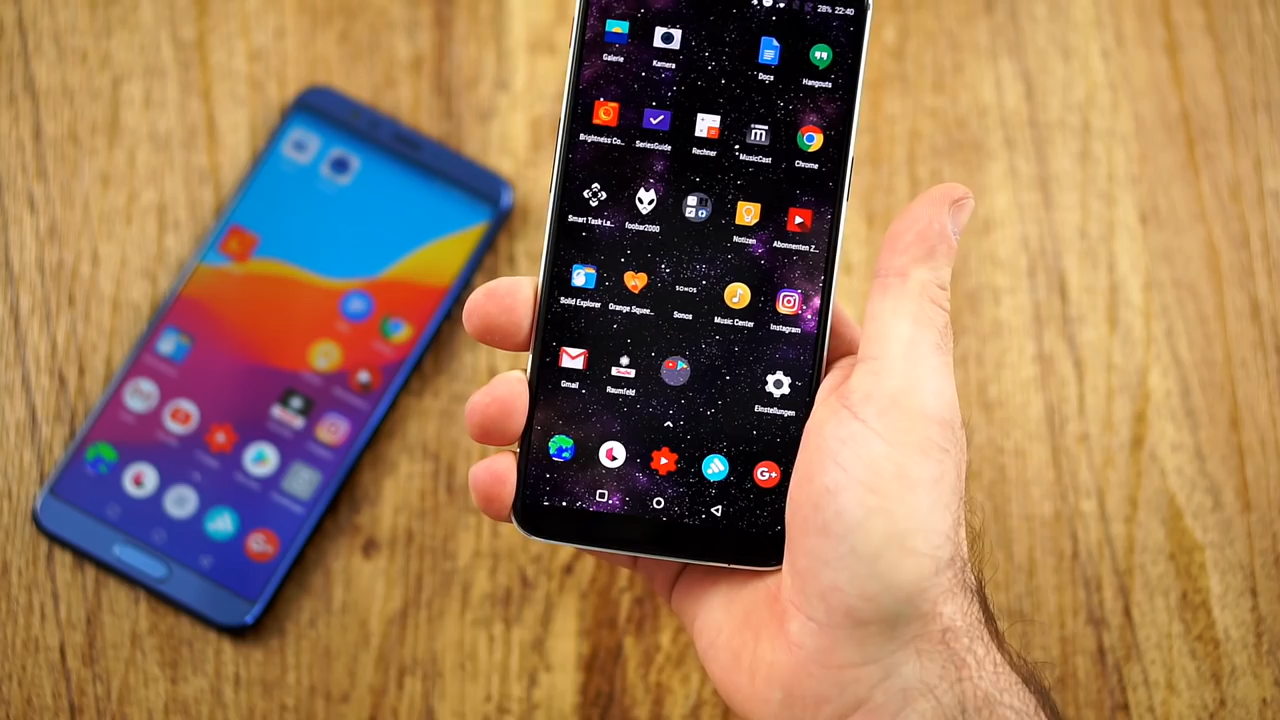 28% 22:40
Galerie
Kamera
Docs
Hangouts
Brightness Co...
SeriesGuide
Rechner
MusicCast
Chrome
Smart Task La...
foobar2000
Notizen
Abonnenten Z...
Solid Explorer
Orange Squee...
SONOS
Sonos
Music Center
Instagram
Gmail
Raumfeld
Einstellungen
G+